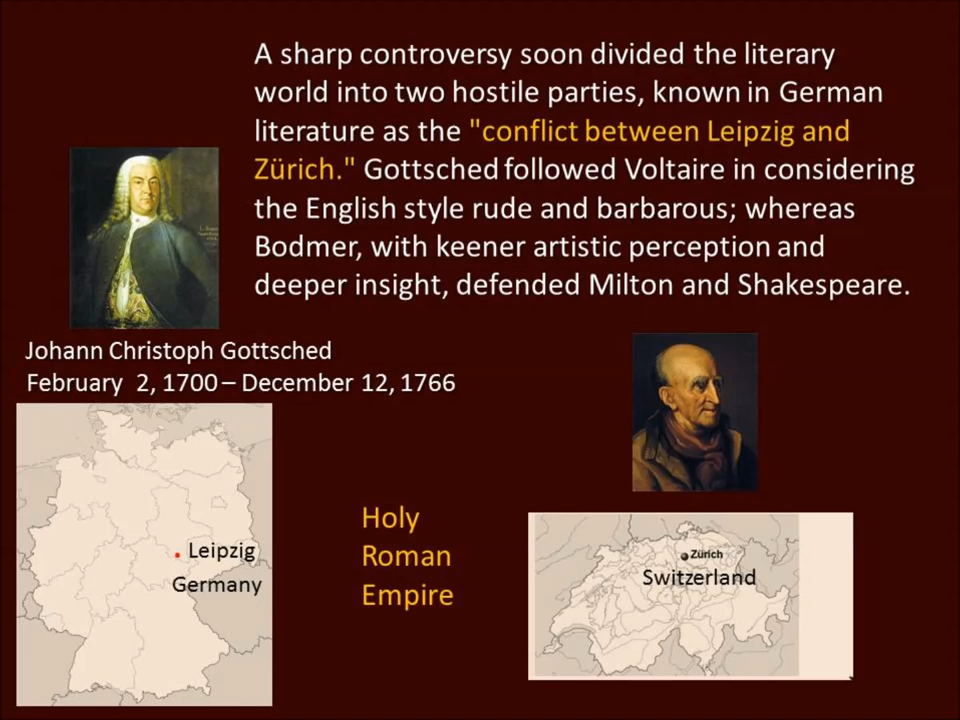 A sharp controversy soon divided the literary
world into two hostile parties, known in German
literature as the "conflict between Leipzig and
Zürich." Gottsched followed Voltaire in considering
the English style rude and barbarous; whereas
Bodmer, with keener artistic perception and
deeper insight, defended Milton and Shakespeare.
Johann Christoph Gottsched
February 2, 1700 – December 12, 1766
Leipzig
Germany
Holy
Roman
Empire
Zürich
Switzerland